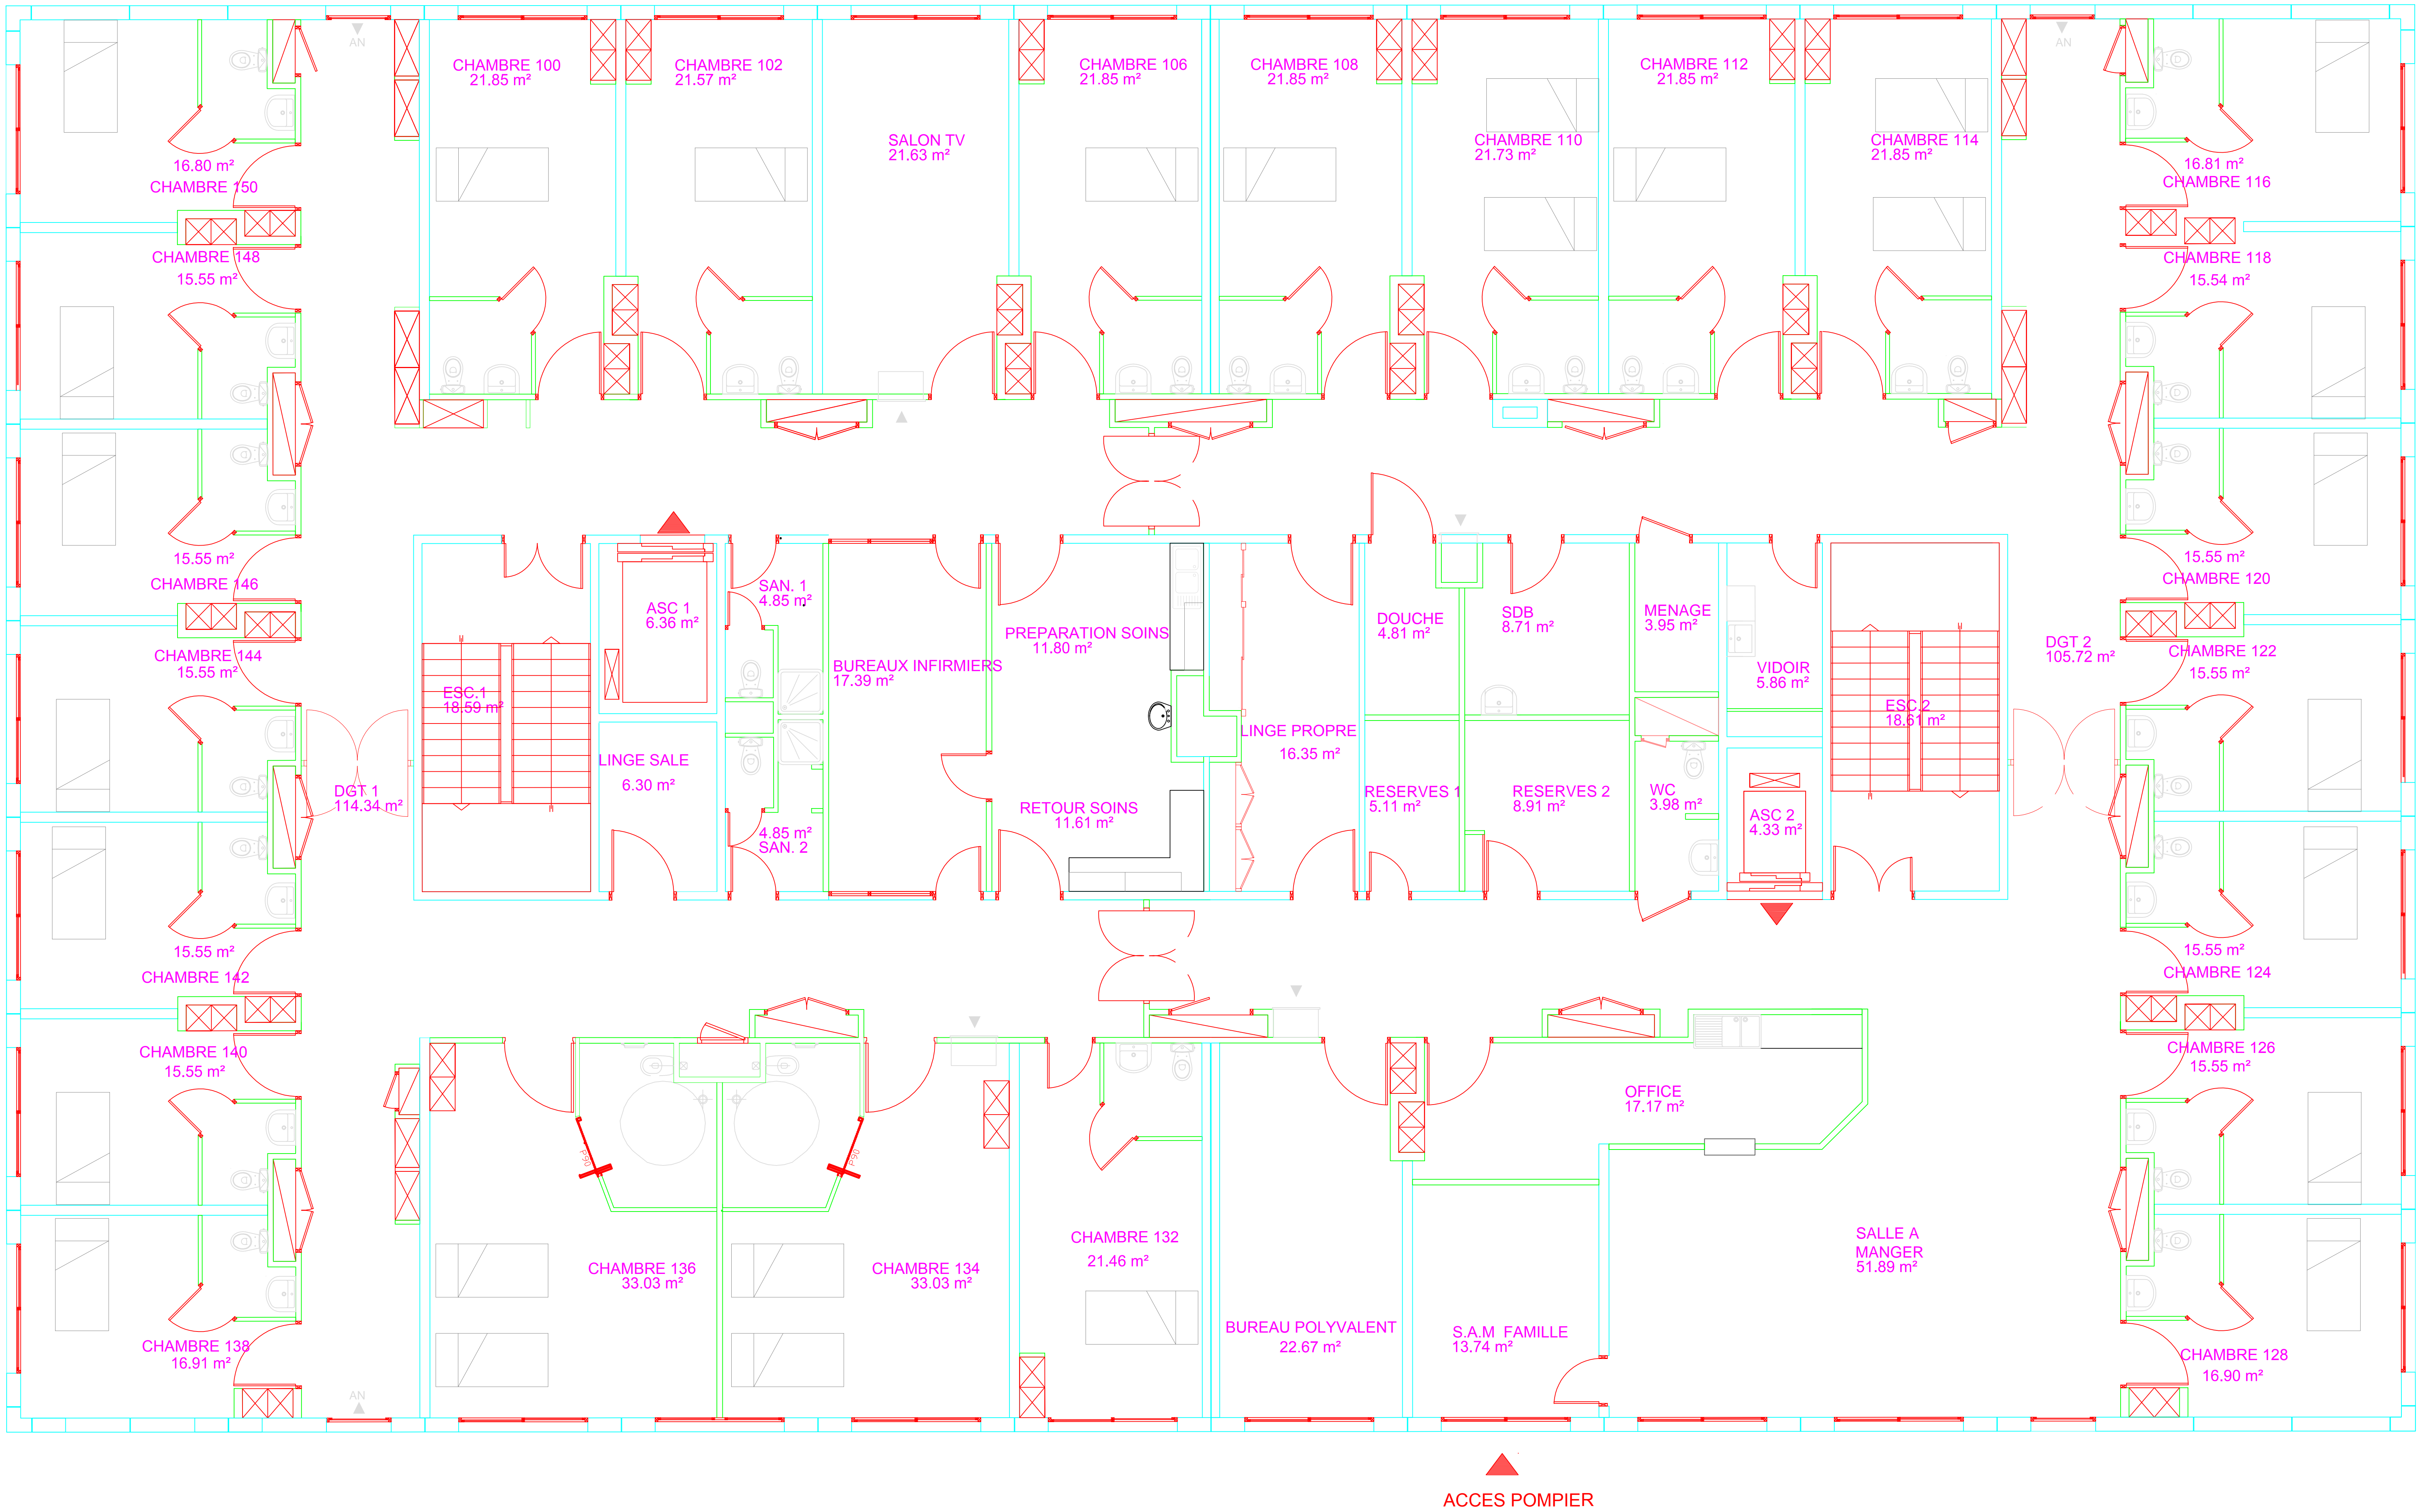 AN
AN
CHAMBRE 100
21.85 m²
CHAMBRE 102
21.57 m²
SALON TV
21.63 m²
CHAMBRE 106
21.85 m²
CHAMBRE 108
21.85 m²
CHAMBRE 110
21.73 m²
CHAMBRE 112
21.85 m²
CHAMBRE 114
21.85 m²
16.80 m²
CHAMBRE 150
16.81 m²
CHAMBRE 116
CHAMBRE 148
15.55 m²
CHAMBRE 118
15.54 m²
15.55 m²
CHAMBRE 146
15.55 m²
CHAMBRE 120
CHAMBRE 144
15.55 m²
CHAMBRE 122
15.55 m²
ESC.1
18.59 m²
ASC 1
6.36 m²
SAN. 1
4.85 m²
BUREAUX INFIRMIERS
17.39 m²
PREPARATION SOINS
11.80 m²
DOUCHE
4.81 m²
SDB
8.71 m²
MENAGE
3.95 m²
VIDOIR
5.86 m²
ESC.2
18.61 m²
DGT 2
105.72 m²
DGT 1
114.34 m²
LINGE SALE
6.30 m²
4.85 m²
SAN. 2
RETOUR SOINS
11.61 m²
LINGE PROPRE
16.35 m²
RESERVES 1
5.11 m²
RESERVES 2
8.91 m²
WC
3.98 m²
ASC 2
4.33 m²
15.55 m²
CHAMBRE 142
15.55 m²
CHAMBRE 124
CHAMBRE 140
15.55 m²
CHAMBRE 126
15.55 m²
P90
P90
OFFICE
17.17 m²
CHAMBRE 136
33.03 m²
CHAMBRE 134
33.03 m²
CHAMBRE 132
21.46 m²
BUREAU POLYVALENT
22.67 m²
S.A.M FAMILLE
13.74 m²
SALLE A
MANGER
51.89 m²
CHAMBRE 138
16.91 m²
CHAMBRE 128
16.90 m²
AN
ACCES POMPIER